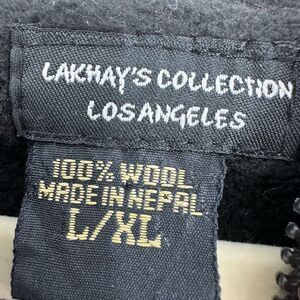 LAKHAY'S COLLECTION
LOS ANGELES
100% WOOL
MADE IN NEPAL
L/XL